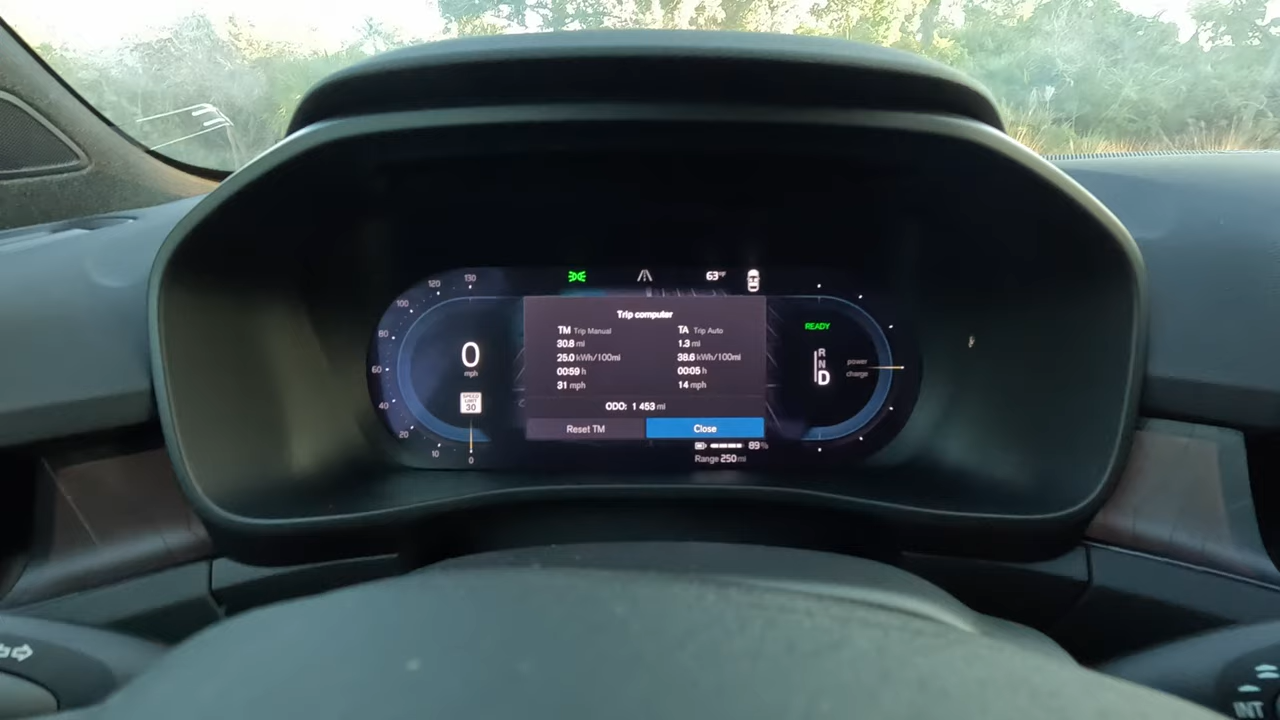 130
120
100
80
60
40
20
10
0
63°F
0
mph
SPEED LIMIT
30
Trip computer
TM Trip Manual
30.8 mi
25.0 kWh/100mi
00:59 h
31 mph
TA Trip Auto
1.3 mi
38.6 kWh/100mi
00:05 h
14 mph
ODO: 1 453 mi
Reset TM
Close
89%
Range 250 mi
READY
R
N
D
power
charge
INT